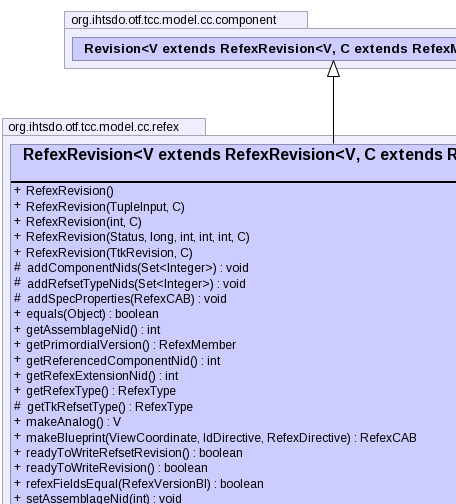 org.ihtsdo.otf.tcc.model.cc.component
Revision<V extends RefexRevision<V, C extends RefexM
org.ihtsdo.otf.tcc.model.cc.refex
RefexRevision<V extends RefexRevision<V, C extends R
+ RefexRevision()
+ RefexRevision(TupleInput, C)
+ RefexRevision(int, C)
+ RefexRevision(Status, long, int, int, int, C)
+ RefexRevision(TtkRevision, C)
# addComponentNids(Set<Integer>) : void
# addRefsetTypeNids(Set<Integer>) : void
# addSpecProperties(RefexCAB) : void
+ equals(Object) : boolean
+ getAssemblageNid() : int
+ getPrimordialVersion() : RefexMember
+ getReferencedComponentNid() : int
+ getRefexExtensionNid() : int
+ getRefexType() : RefexType
# getTkRefsetType() : RefexType
+ makeAnalog() : V
+ makeBlueprint(ViewCoordinate, IdDirective, RefexDirective) : RefexCAB
+ readyToWriteRefsetRevision() : boolean
+ readyToWriteRevision() : boolean
+ refexFieldsEqual(RefexVersionBI) : boolean
+ setAssemblageNid(int) : void